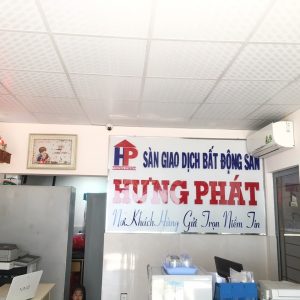 HP
SÀN GIAO DỊCH BẤT ĐỘNG SẢN
HƯNG PHÁT
Nơi Khách Hàng Gửi Trọn Niềm Tin